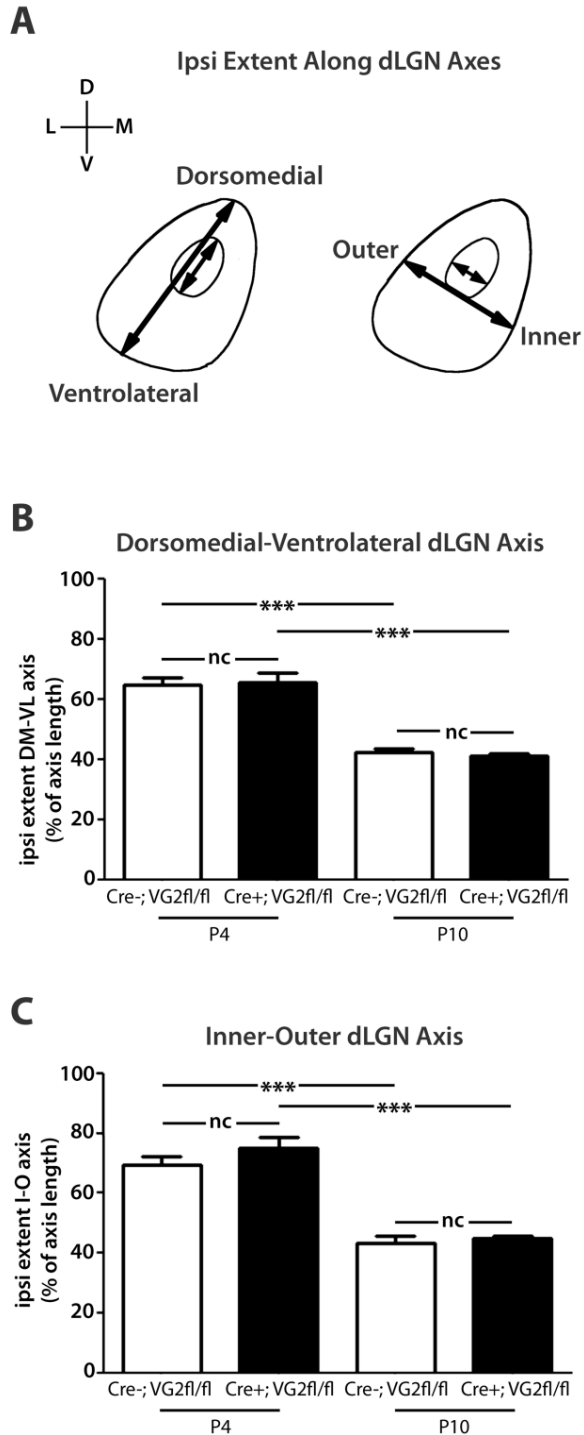 A
Ipsi Extent Along dLGN Axes
D
L M
V
Dorsomedial
Outer
Inner
Ventrolateral
B
Dorsomedial-Ventrolateral dLGN Axis
ipsi extent DM-VL axis
(% of axis length)
100
80
60
40
20
0
***
***
nc
nc
Cre-; VG2fl/fl Cre+; VG2fl/fl Cre-; VG2fl/fl Cre+; VG2fl/fl
P4 P10
C
Inner-Outer dLGN Axis
ipsi extent I-O axis
(% of axis length)
100
80
60
40
20
0
***
***
nc
nc
Cre-; VG2fl/fl Cre+; VG2fl/fl Cre-; VG2fl/fl Cre+; VG2fl/fl
P4 P10